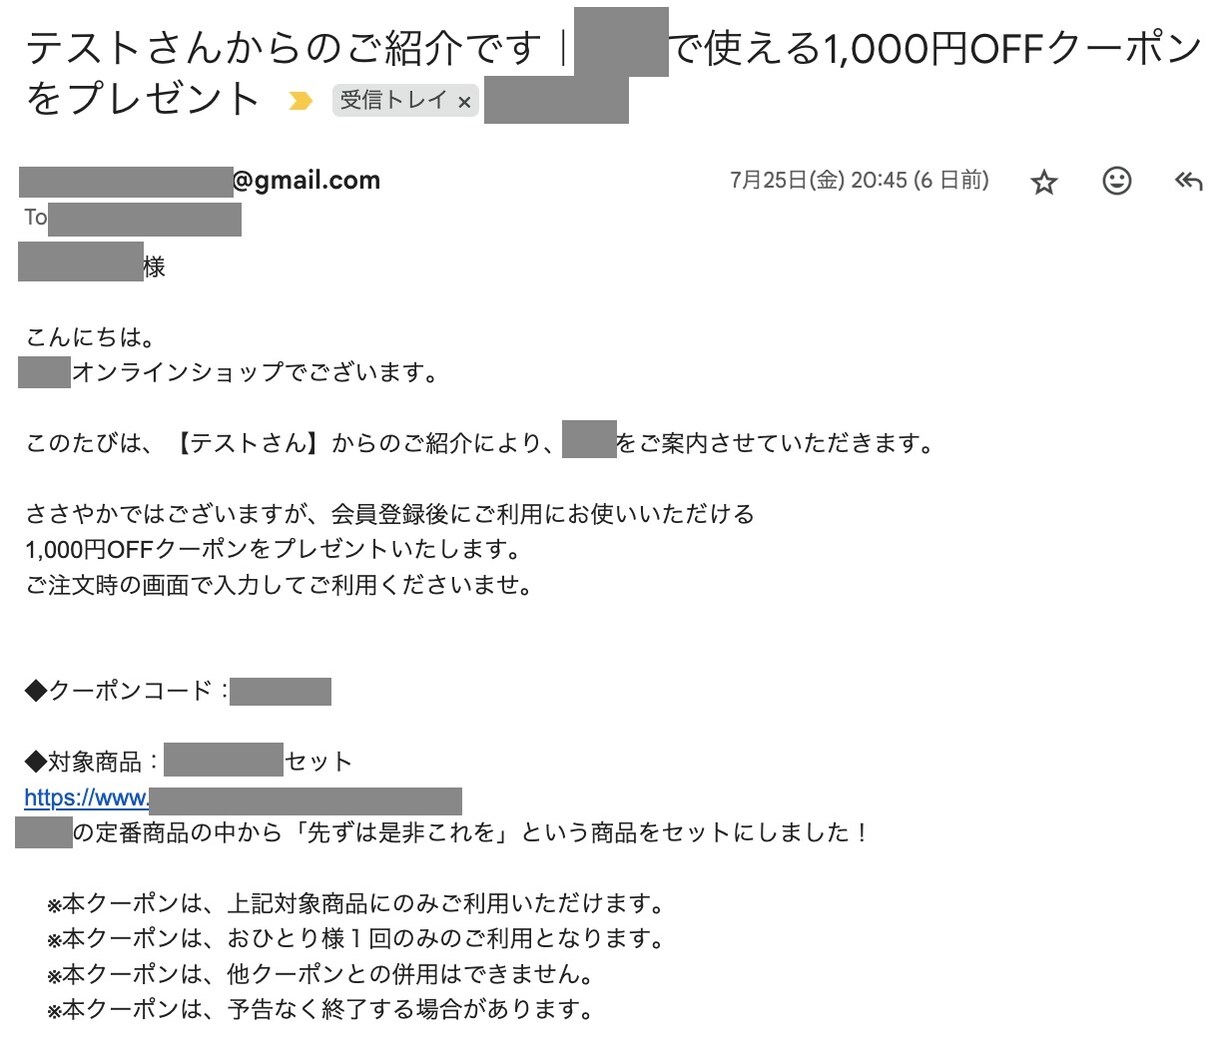 テストさんからのご紹介です｜で使える1,000円OFFクーポン
をプレゼント 受信トレイ ×
@gmail.com 7月25日(金) 20:45 (6 日前)
To
様
こんにちは。
オンラインショップでございます。
このたびは、【テストさん】からのご紹介により、をご案内させていただきます。
ささやかではございますが、会員登録後にご利用にお使いいただける
1,000円OFFクーポンをプレゼントいたします。
ご注文時の画面で入力してご利用くださいませ。
◆クーポンコード：
◆対象商品：セット
https://www.
の定番商品の中から「先ずは是非これを」という商品をセットにしました！
※本クーポンは、上記対象商品にのみご利用いただけます。
※本クーポンは、おひとり様１回のみのご利用となります。
※本クーポンは、他クーポンとの併用はできません。
※本クーポンは、予告なく終了する場合があります。